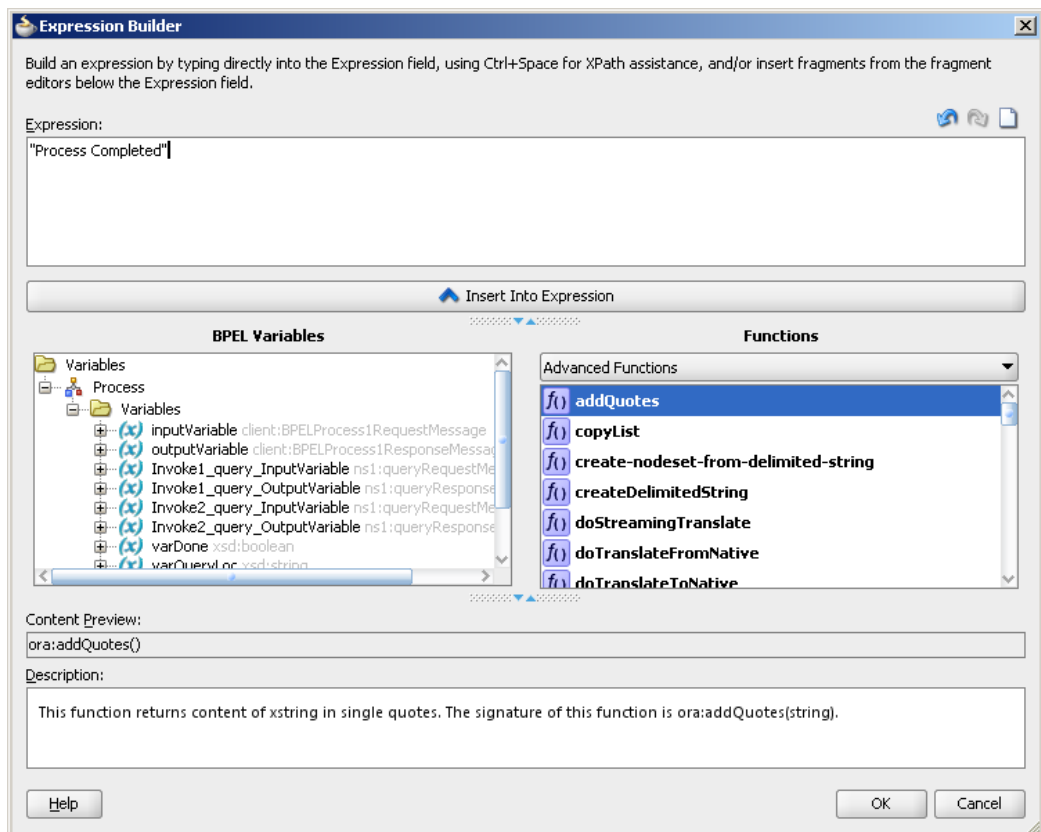 Expression Builder
Build an expression by typing directly into the Expression field, using Ctrl+Space for XPath assistance, and/or insert fragments from the fragment
editors below the Expression field.
Expression:
"Process Completed"
Insert Into Expression
BPEL Variables
Variables
Process
Variables
inputVariable client:BPELProcess1RequestMessage
outputVariable client:BPELProcess1ResponseMessag
Invoke1_query_InputVariable ns1:queryRequestMe
Invoke1_query_OutputVariable ns1:queryResponse
Invoke2_query_InputVariable ns1:queryRequestMe
Invoke2_query_OutputVariable ns1:queryResponse
varDone xsd:boolean
varQueryLoc xsd:string
Functions
Advanced Functions
f() addQuotes
f() copyList
f() create-nodeset-from-delimited-string
f() createDelimitedString
f() doStreamingTranslate
f() doTranslateFromNative
f() doTranslateToNative
Content Preview:
ora:addQuotes()
Description:
This function returns content of xstring in single quotes. The signature of this function is ora:addQuotes(string).
Help
OK
Cancel